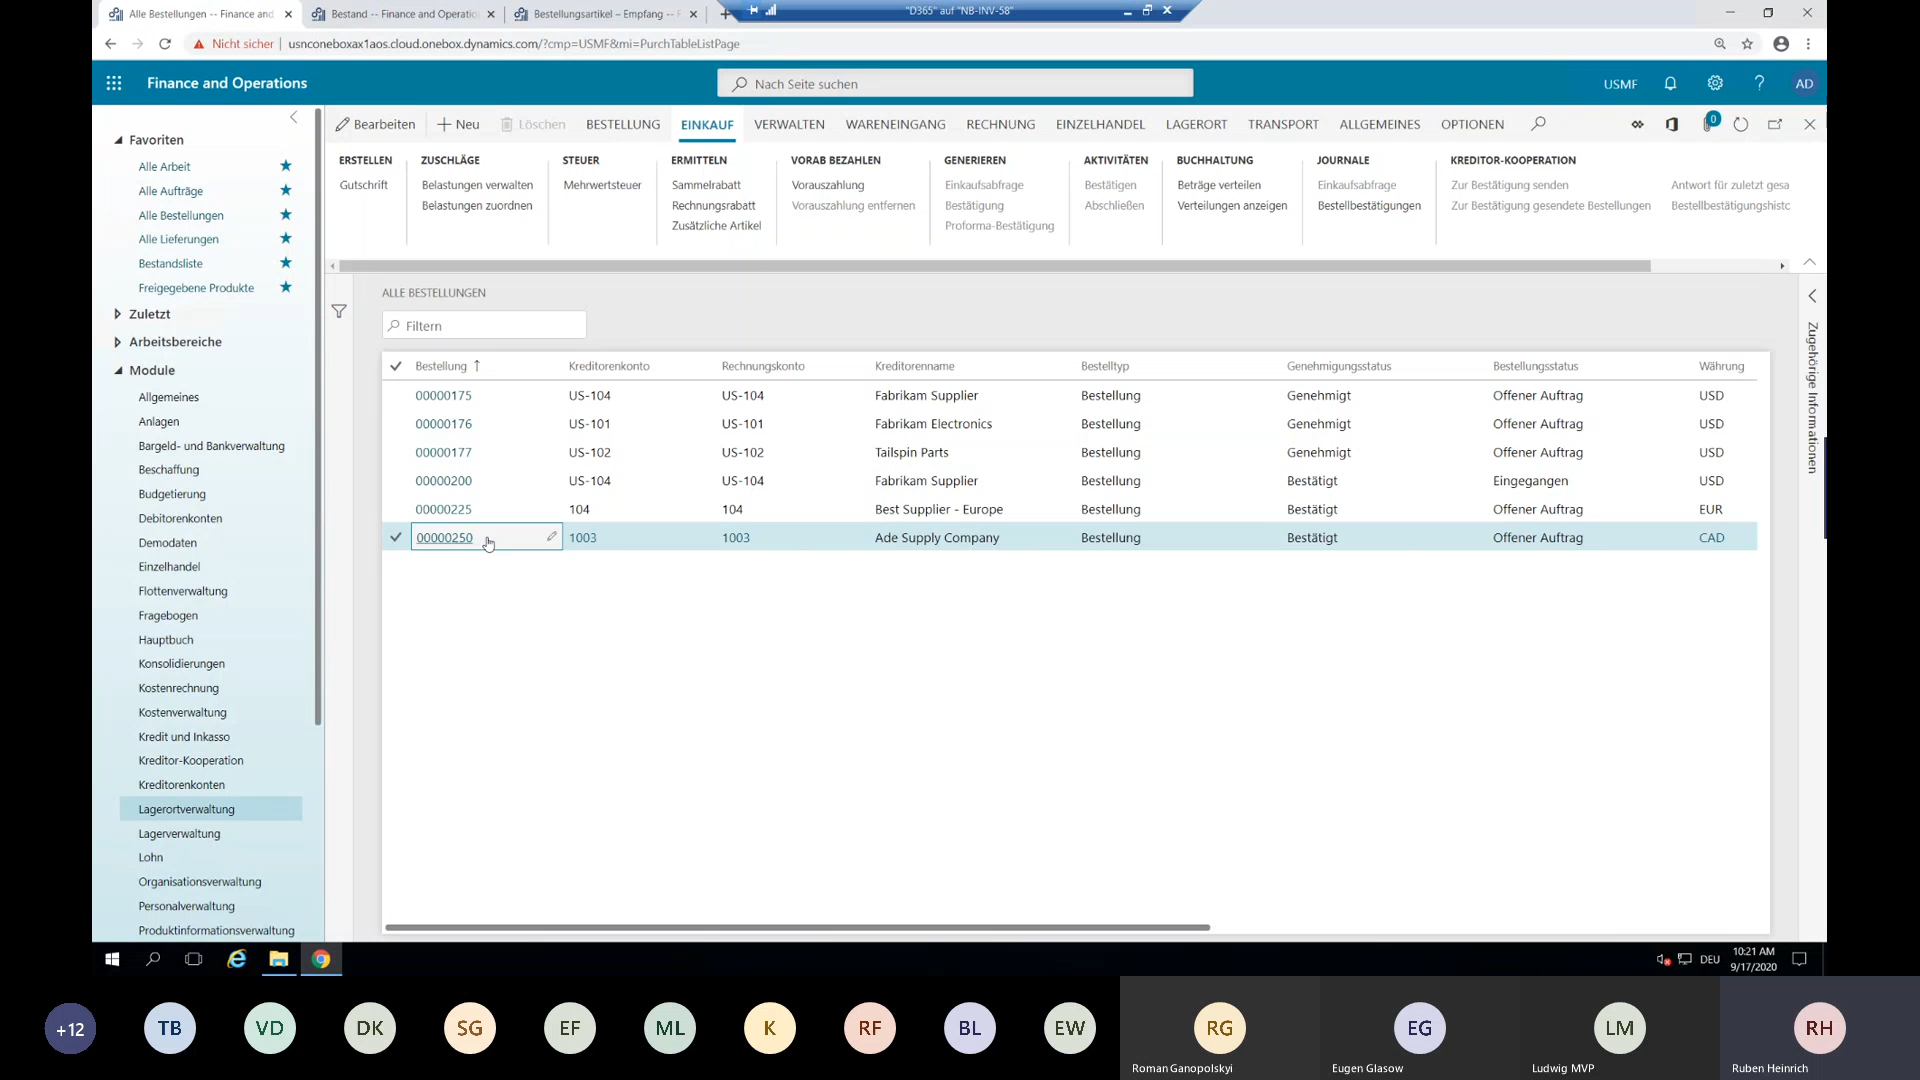 Alle Bestellungen -- Finance and
Bestand -- Finance and Operatio
Bestellungsartikel – Empfang -- F
"D365" auf "NB-INV-58"
Nicht sicher
usnconeboxax1aos.cloud.onebox.dynamics.com/?cmp=USMF&mi=PurchTableListPage
Finance and Operations
Nach Seite suchen
USMF
AD
Bearbeiten
Neu
Löschen
BESTELLUNG
EINKAUF
VERWALTEN
WARENEINGANG
RECHNUNG
EINZELHANDEL
LAGERORT
TRANSPORT
ALLGEMEINES
OPTIONEN
0
ERSTELLEN
Gutschrift
ZUSCHLÄGE
Belastungen verwalten
Belastungen zuordnen
STEUER
Mehrwertsteuer
ERMITTELN
Sammelrabatt
Rechnungsrabatt
Zusätzliche Artikel
VORAB BEZAHLEN
Vorauszahlung
Vorauszahlung entfernen
GENERIEREN
Einkaufsabfrage
Bestätigung
Proforma-Bestätigung
AKTIVITÄTEN
Bestätigen
Abschließen
BUCHHALTUNG
Beträge verteilen
Verteilungen anzeigen
JOURNALE
Einkaufsabfrage
Bestellbestätigungen
KREDITOR-KOOPERATION
Zur Bestätigung senden
Zur Bestätigung gesendete Bestellungen
Antwort für zuletzt gesa
Bestellbestätigungshistc
Favoriten
Alle Arbeit
Alle Aufträge
Alle Bestellungen
Alle Lieferungen
Bestandsliste
Freigegebene Produkte
Zuletzt
Arbeitsbereiche
Module
Allgemeines
Anlagen
Bargeld- und Bankverwaltung
Beschaffung
Budgetierung
Debitorenkonten
Demodaten
Einzelhandel
Flottenverwaltung
Fragebogen
Hauptbuch
Konsolidierungen
Kostenrechnung
Kostenverwaltung
Kredit und Inkasso
Kreditor-Kooperation
Kreditorenkonten
Lagerortverwaltung
Lagerverwaltung
Lohn
Organisationsverwaltung
Personalverwaltung
Produktinformationsverwaltung
ALLE BESTELLUNGEN
Filtern
Bestellung Kreditorenkonto Rechnungskonto Kreditorenname Bestelltyp Genehmigungsstatus Bestellungsstatus Währung
00000175 US-104 US-104 Fabrikam Supplier Bestellung Genehmigt Offener Auftrag USD
00000176 US-101 US-101 Fabrikam Electronics Bestellung Genehmigt Offener Auftrag USD
00000177 US-102 US-102 Tailspin Parts Bestellung Genehmigt Offener Auftrag USD
00000200 US-104 US-104 Fabrikam Supplier Bestellung Bestätigt Eingegangen USD
00000225 104 104 Best Supplier - Europe Bestellung Bestätigt Offener Auftrag EUR
00000250 1003 1003 Ade Supply Company Bestellung Bestätigt Offener Auftrag CAD
Zugehörige Informationen
DEU
10:21 AM
9/17/2020
+12
TB
VD
DK
SG
EF
ML
K
RF
BL
EW
RG
Roman Ganopolskyi
EG
Eugen Glasow
LM
Ludwig MVP
RH
Ruben Heinrich